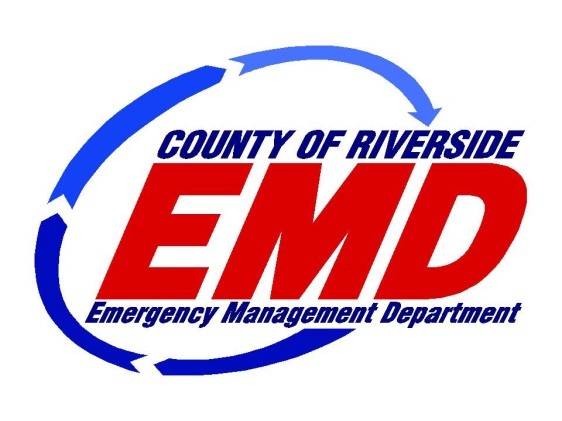 COUNTY OF RIVERSIDE
EMD
Emergency Management Department